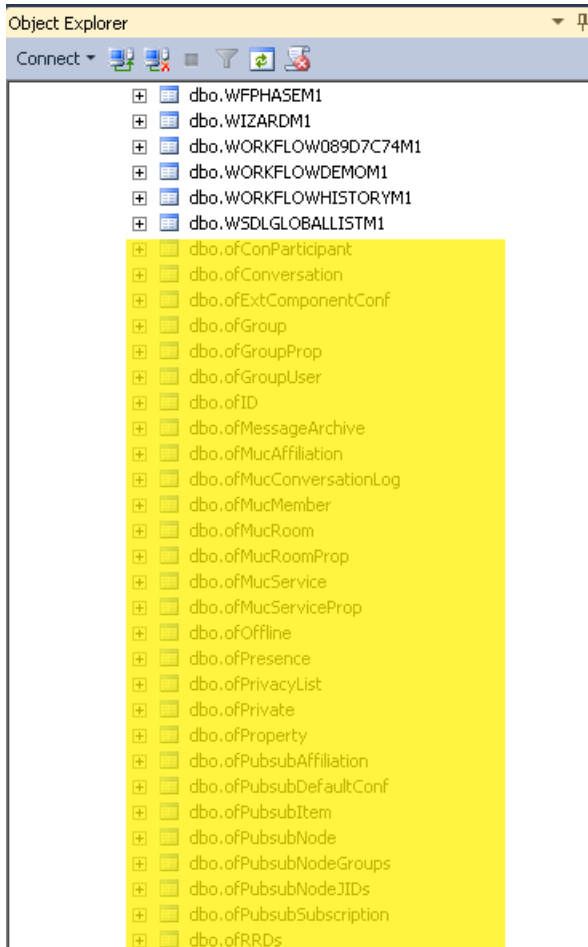 Object Explorer
Connect
dbo.WFPHASEM1
dbo.WIZARDM1
dbo.WORKFLOW089D7C74M1
dbo.WORKFLOWDEMOM1
dbo.WORKFLOWHISTORYM1
dbo.WSDLGLOBALLISTM1
dbo.ofConParticipant
dbo.ofConversation
dbo.ofExtComponentConf
dbo.ofGroup
dbo.ofGroupProp
dbo.ofGroupUser
dbo.ofID
dbo.ofMessageArchive
dbo.ofMucAffiliation
dbo.ofMucConversationLog
dbo.ofMucMember
dbo.ofMucRoom
dbo.ofMucRoomProp
dbo.ofMucService
dbo.ofMucServiceProp
dbo.ofOffline
dbo.ofPresence
dbo.ofPrivacyList
dbo.ofPrivate
dbo.ofProperty
dbo.ofPubsubAffiliation
dbo.ofPubsubDefaultConf
dbo.ofPubsubItem
dbo.ofPubsubNode
dbo.ofPubsubNodeGroups
dbo.ofPubsubNodeJIDs
dbo.ofPubsubSubscription
dbo.ofRRDs